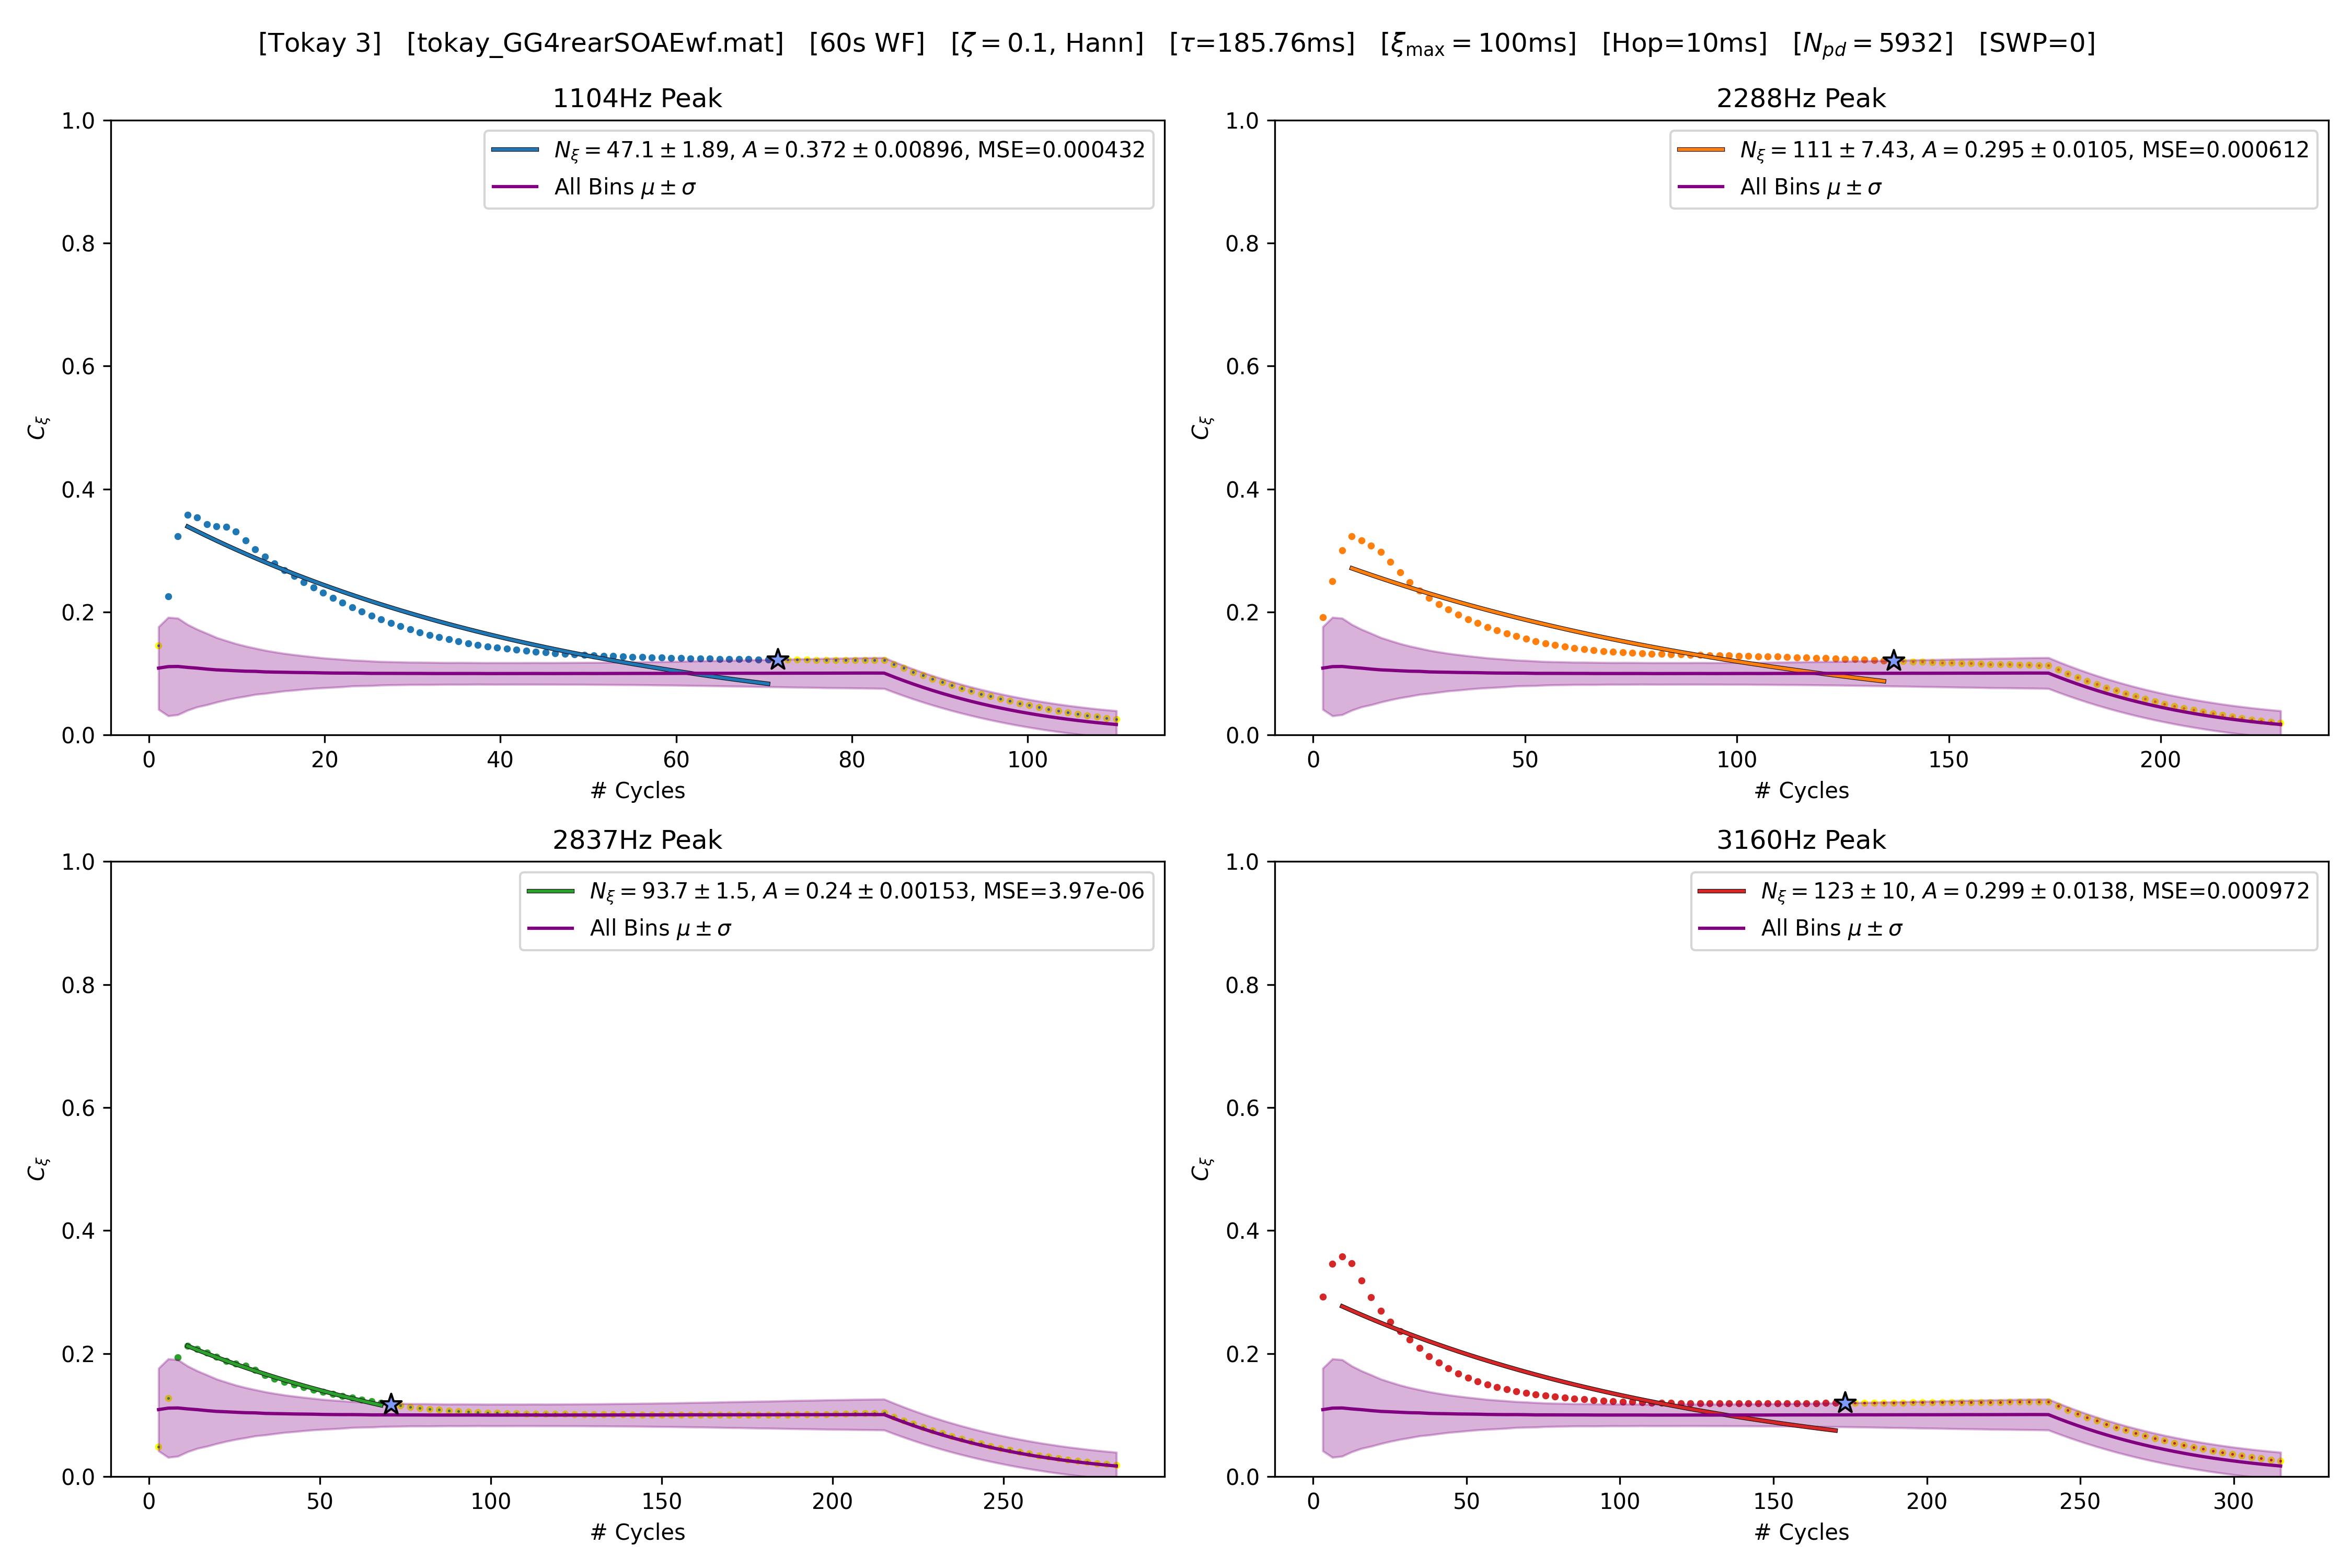 [Tokay 3] [tokay_GG4rearSOAEwf.mat] [60s WF] [ζ = 0.1, Hann] [τ=185.76ms] [ξmax = 100ms] [Hop=10ms] [Npd = 5932] [SWP=0]
1104Hz Peak
Nξ = 47.1 ± 1.89, A = 0.372 ± 0.00896, MSE=0.000432
All Bins μ ± σ
1.0
0.8
0.6
0.4
0.2
0.0
Cξ
0 20 40 60 80 100
# Cycles
2288Hz Peak
Nξ = 111 ± 7.43, A = 0.295 ± 0.0105, MSE=0.000612
All Bins μ ± σ
1.0
0.8
0.6
0.4
0.2
0.0
Cξ
0 50 100 150 200
# Cycles
2837Hz Peak
Nξ = 93.7 ± 1.5, A = 0.24 ± 0.00153, MSE=3.97e-06
All Bins μ ± σ
1.0
0.8
0.6
0.4
0.2
0.0
Cξ
0 50 100 150 200 250
# Cycles
3160Hz Peak
Nξ = 123 ± 10, A = 0.299 ± 0.0138, MSE=0.000972
All Bins μ ± σ
1.0
0.8
0.6
0.4
0.2
0.0
Cξ
0 50 100 150 200 250 300
# Cycles